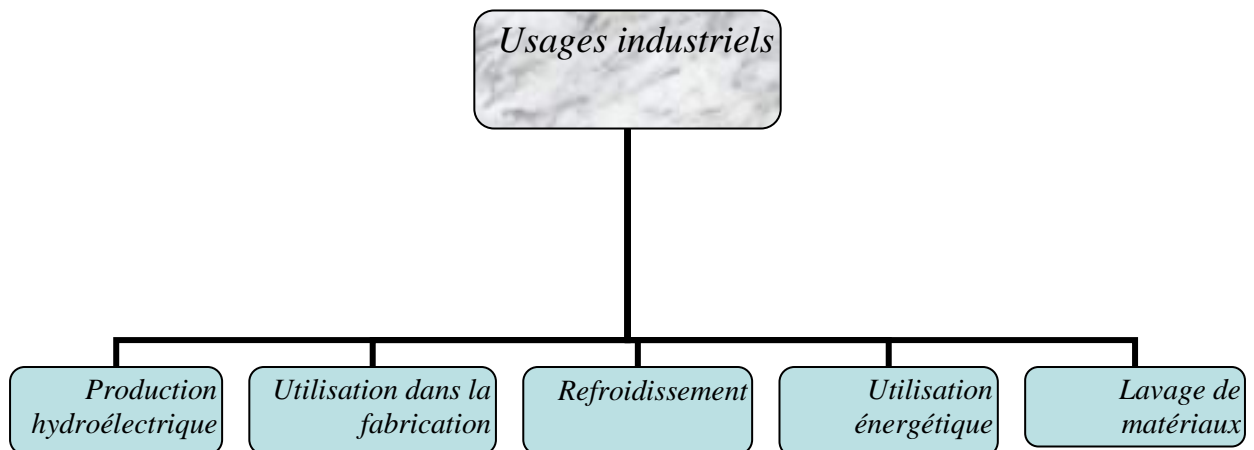 Usages industriels
Production
hydroélectrique
Utilisation dans la
fabrication
Refroidissement
Utilisation
énergétique
Lavage de
matériaux